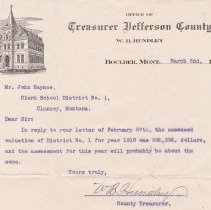 OFFICE OF
Treasurer Jefferson County
W. B. HUNDLEY
BOULDER, MONT. March 2nd,
Mr. John Haynes,
Clerk School District No. 1,
Clancey, Montana.
Dear Sir:
In reply to your letter of February 27th, the assessed
valuation of District No. 1 for year 1910 was dollars,
and the assessment for this year will probably be about the
same.
Yours truly,
W B Hundley
County Treasurer.